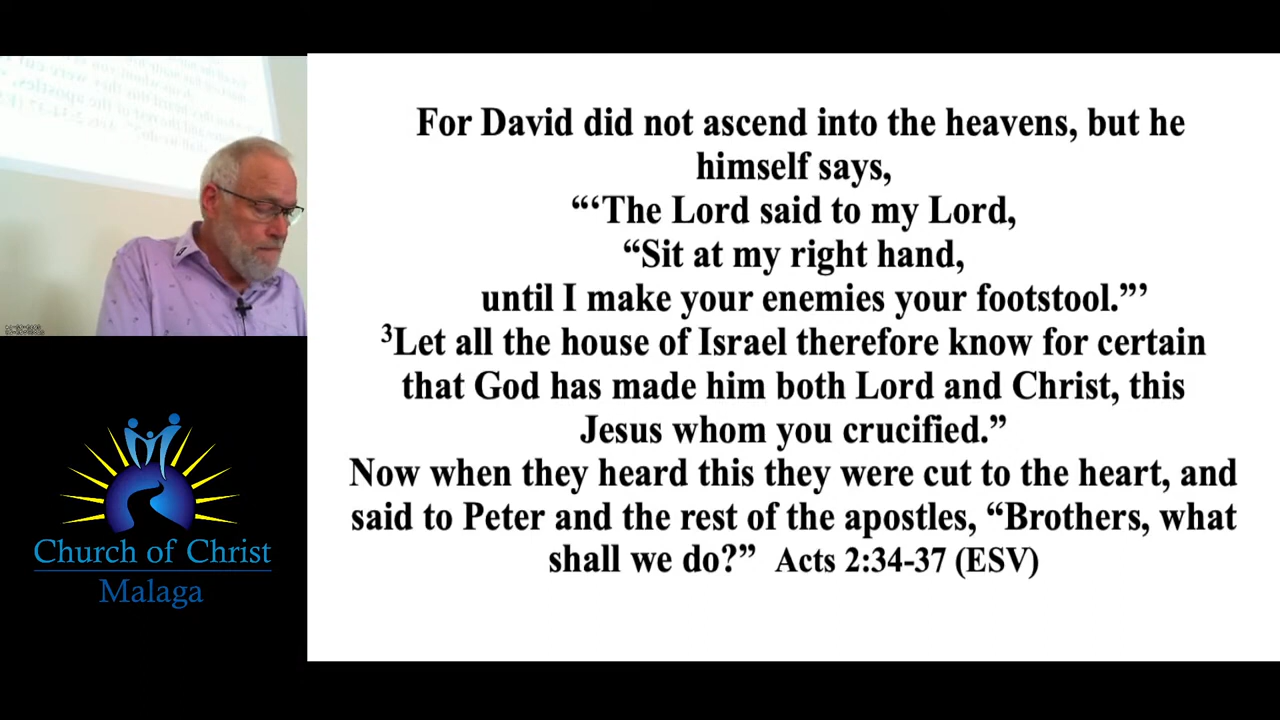 For David did not ascend into the heavens, but he
himself says,
“‘The Lord said to my Lord,
“Sit at my right hand,
until I make your enemies your footstool.”’
³Let all the house of Israel therefore know for certain
that God has made him both Lord and Christ, this
Jesus whom you crucified.”
Now when they heard this they were cut to the heart, and
said to Peter and the rest of the apostles, “Brothers, what
shall we do?” Acts 2:34-37 (ESV)
Church of Christ
Malaga